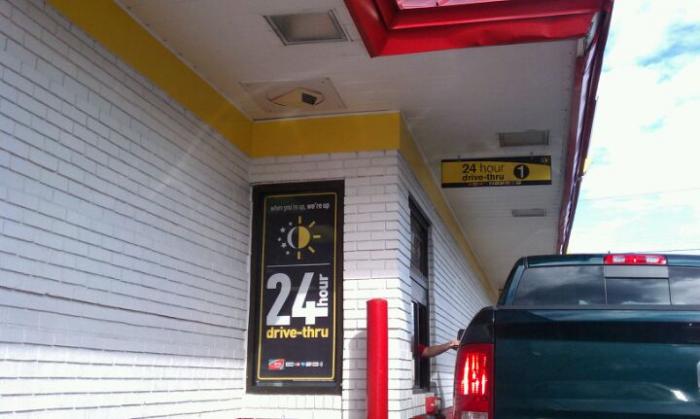 when you're up, we're up
24 hour
drive-thru
24 hour
drive-thru
1